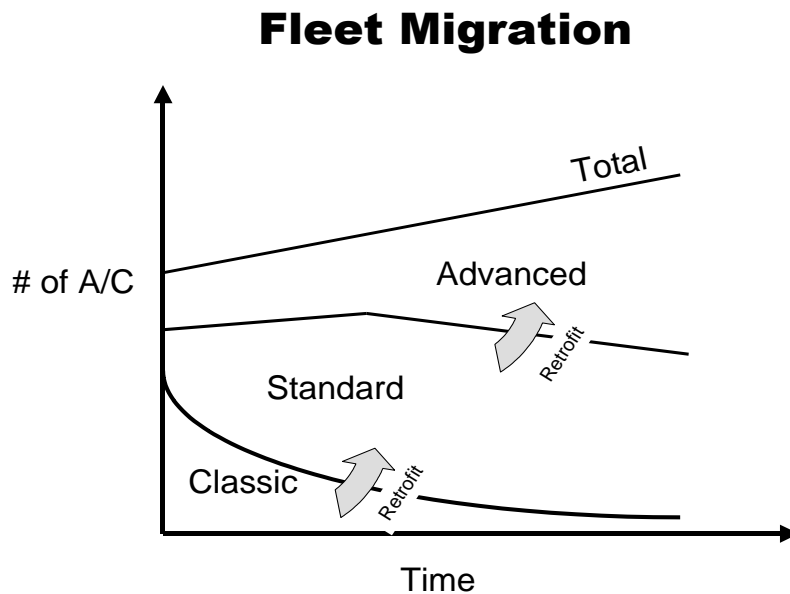 Fleet Migration
Total
# of A/C
Advanced
Retrofit
Standard
Classic
Retrofit
Time